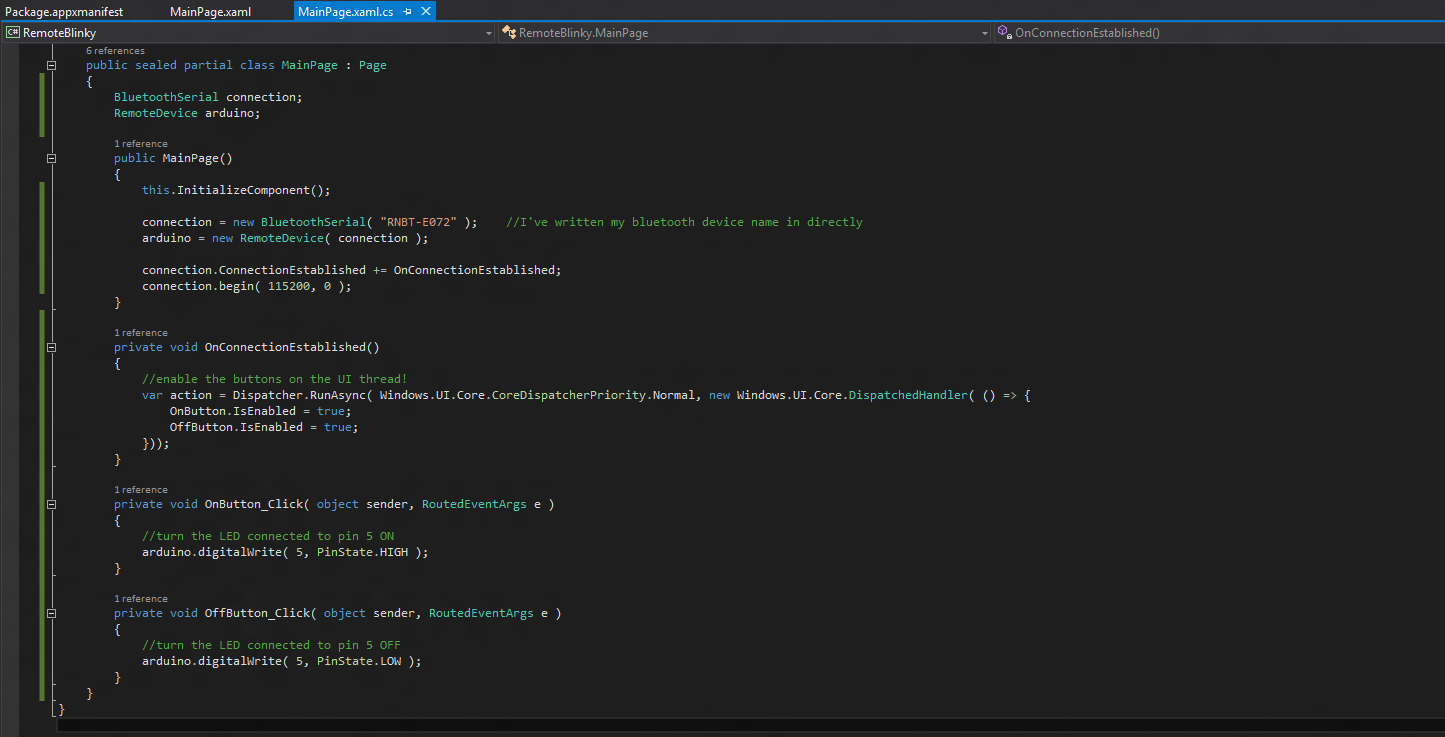 Package.appxmanifest MainPage.xaml MainPage.xaml.cs
C# RemoteBlinky RemoteBlinky.MainPage OnConnectionEstablished()
6 references
public sealed partial class MainPage : Page
{
BluetoothSerial connection;
RemoteDevice arduino;
1 reference
public MainPage()
{
this.InitializeComponent();
connection = new BluetoothSerial( "RNBT-E072" ); //I've written my bluetooth device name in directly
arduino = new RemoteDevice( connection );
connection.ConnectionEstablished += OnConnectionEstablished;
connection.begin( 115200, 0 );
}
1 reference
private void OnConnectionEstablished()
{
//enable the buttons on the UI thread!
var action = Dispatcher.RunAsync( Windows.UI.Core.CoreDispatcherPriority.Normal, new Windows.UI.Core.DispatchedHandler( () => {
OnButton.IsEnabled = true;
OffButton.IsEnabled = true;
}));
}
1 reference
private void OnButton_Click( object sender, RoutedEventArgs e )
{
//turn the LED connected to pin 5 ON
arduino.digitalWrite( 5, PinState.HIGH );
}
1 reference
private void OffButton_Click( object sender, RoutedEventArgs e )
{
//turn the LED connected to pin 5 OFF
arduino.digitalWrite( 5, PinState.LOW );
}
}
}